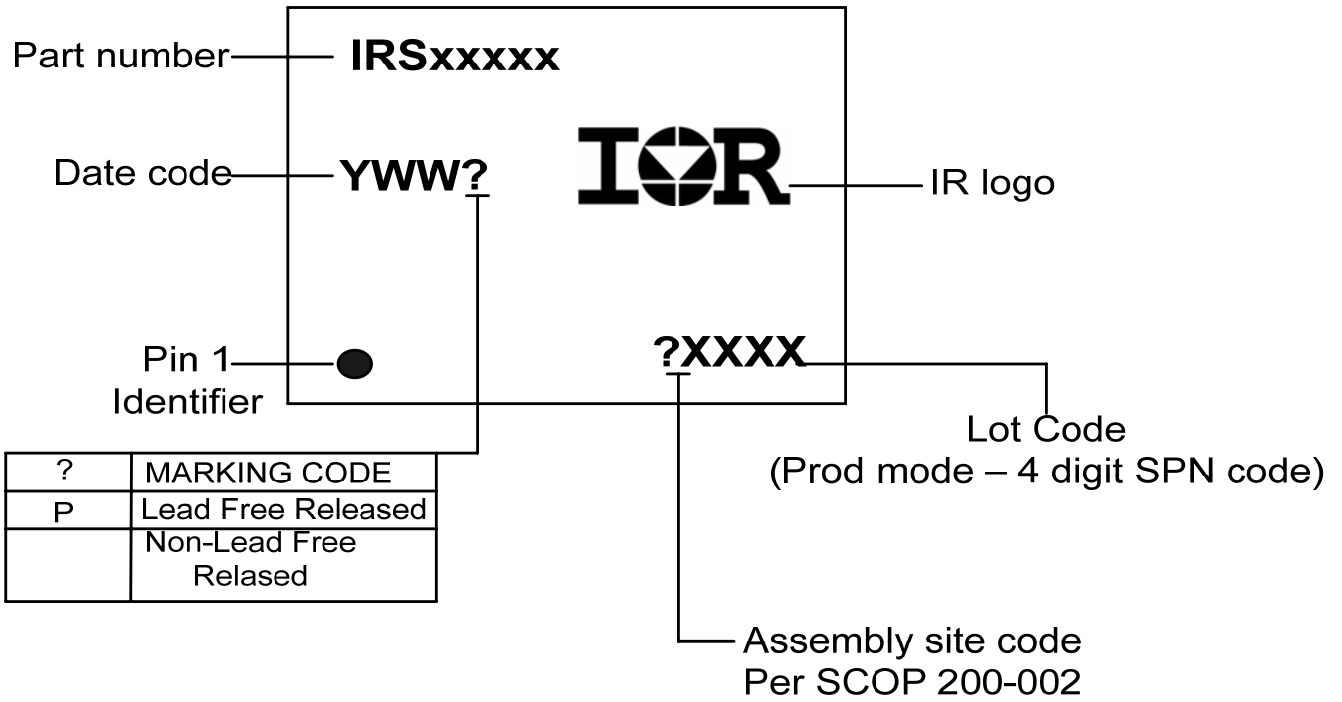 Part number
IRSxxxxx
Date code
YWW?
IOR
IR logo
Pin 1
Identifier
?XXXX
Lot Code
(Prod mode – 4 digit SPN code)
? MARKING CODE
P Lead Free Released
Non-Lead Free
Relased
Assembly site code
Per SCOP 200-002